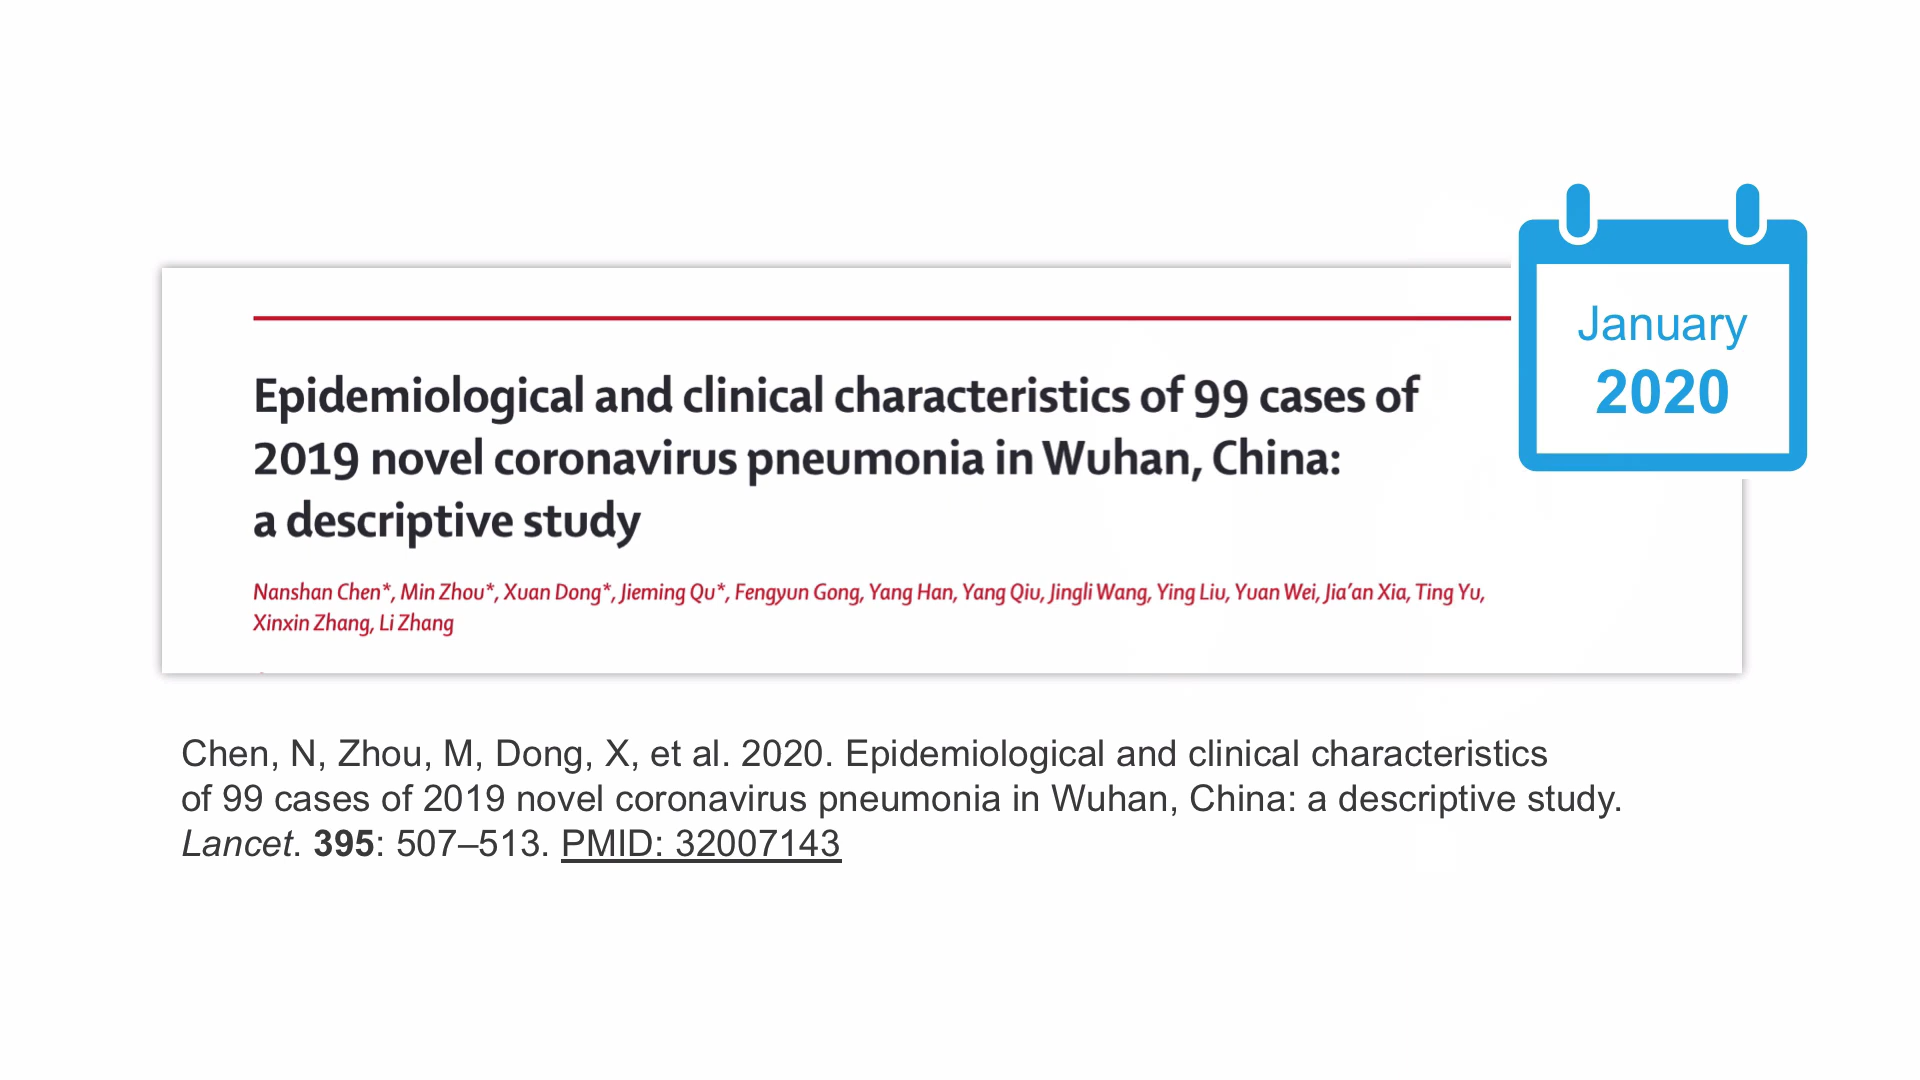 January
2020
Epidemiological and clinical characteristics of 99 cases of
2019 novel coronavirus pneumonia in Wuhan, China:
a descriptive study
Nanshan Chen*, Min Zhou*, Xuan Dong*, Jieming Qu*, Fengyun Gong, Yang Han, Yang Qiu, Jingli Wang, Ying Liu, Yuan Wei, Jia’an Xia, Ting Yu,
Xinxin Zhang, Li Zhang
Chen, N, Zhou, M, Dong, X, et al. 2020. Epidemiological and clinical characteristics
of 99 cases of 2019 novel coronavirus pneumonia in Wuhan, China: a descriptive study.
Lancet. 395: 507–513. PMID: 32007143